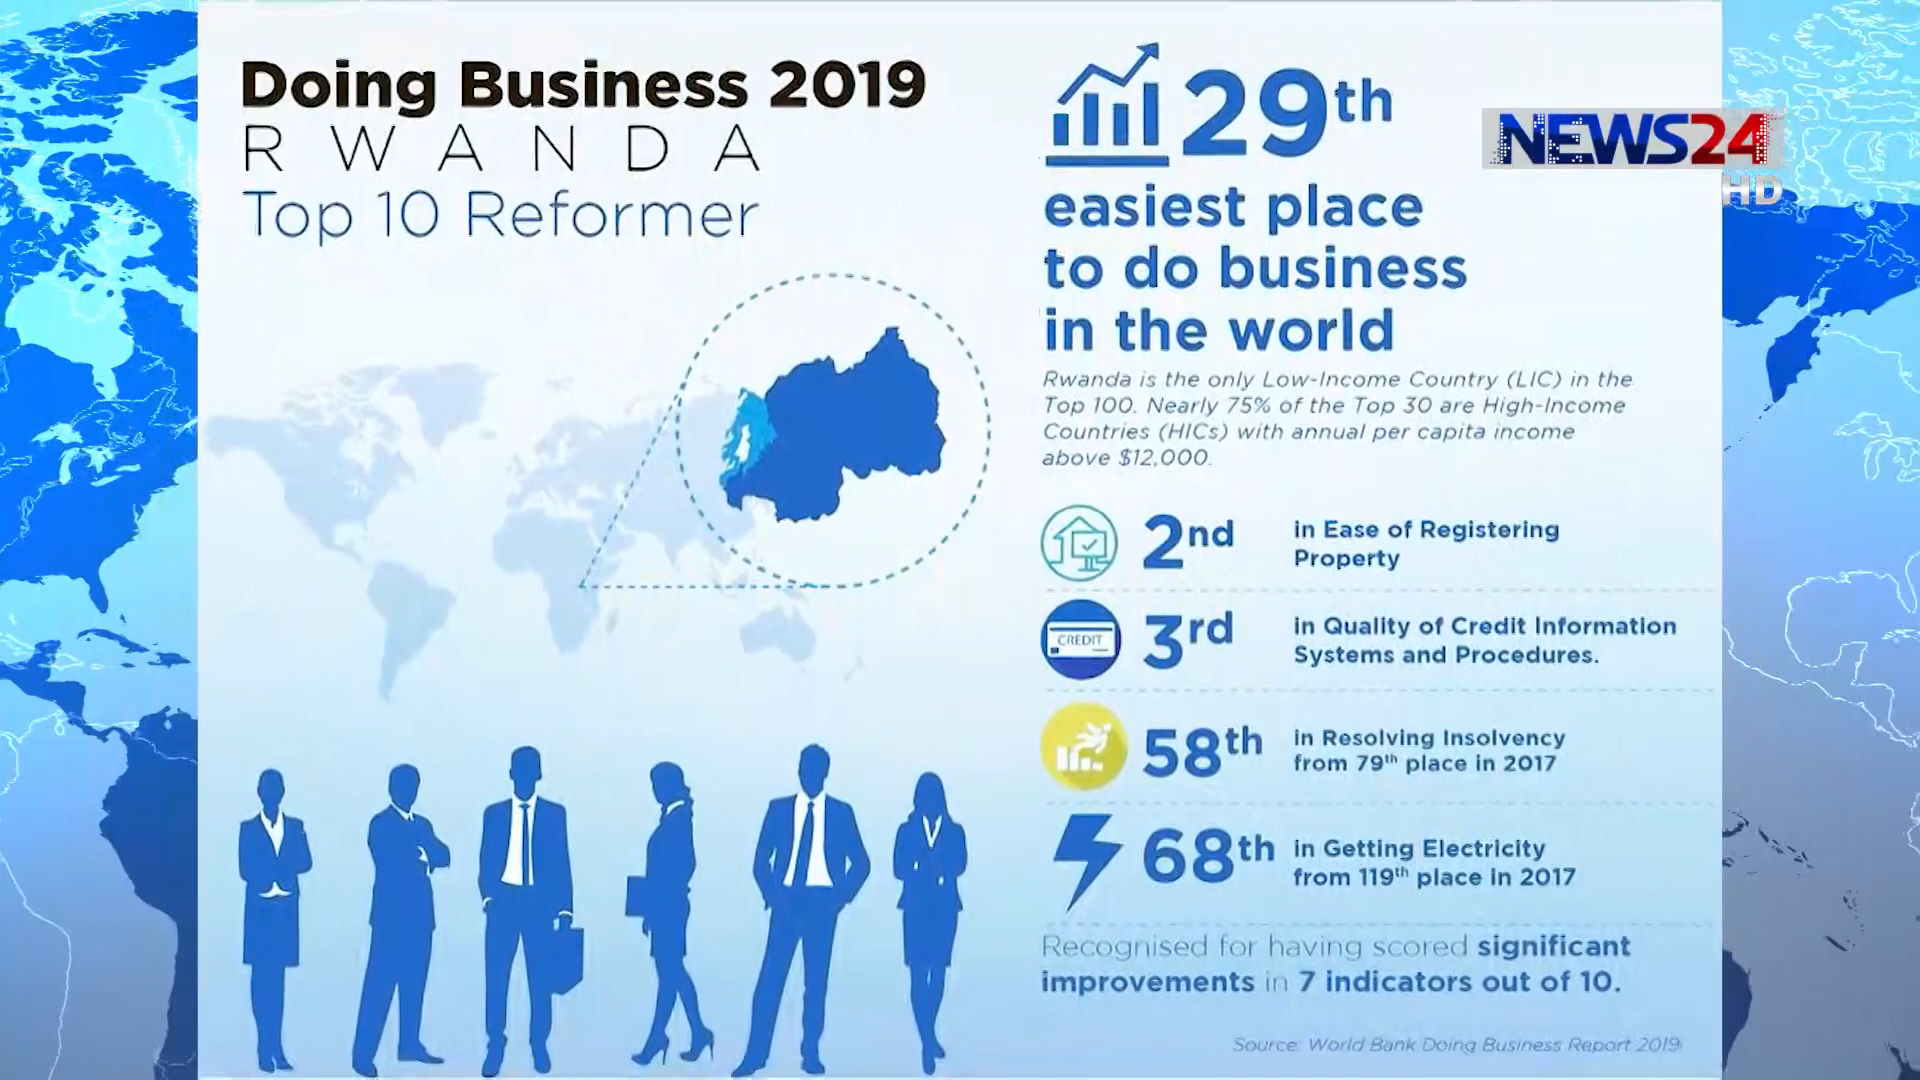 Doing Business 2019
RWANDA
Top 10 Reformer
29th
easiest place
to do business
in the world
Rwanda is the only Low-Income Country (LIC) in the
Top 100. Nearly 75% of the Top 30 are High-Income
Countries (HICs) with annual per capita income
above $12,000.
2nd
in Ease of Registering
Property
CREDIT
3rd
in Quality of Credit Information
Systems and Procedures.
58th
in Resolving Insolvency
from 79th place in 2017
68th
in Getting Electricity
from 119th place in 2017
Recognised for having scored significant
improvements in 7 indicators out of 10.
Source: World Bank Doing Business Report 2019
NEWS24
HD